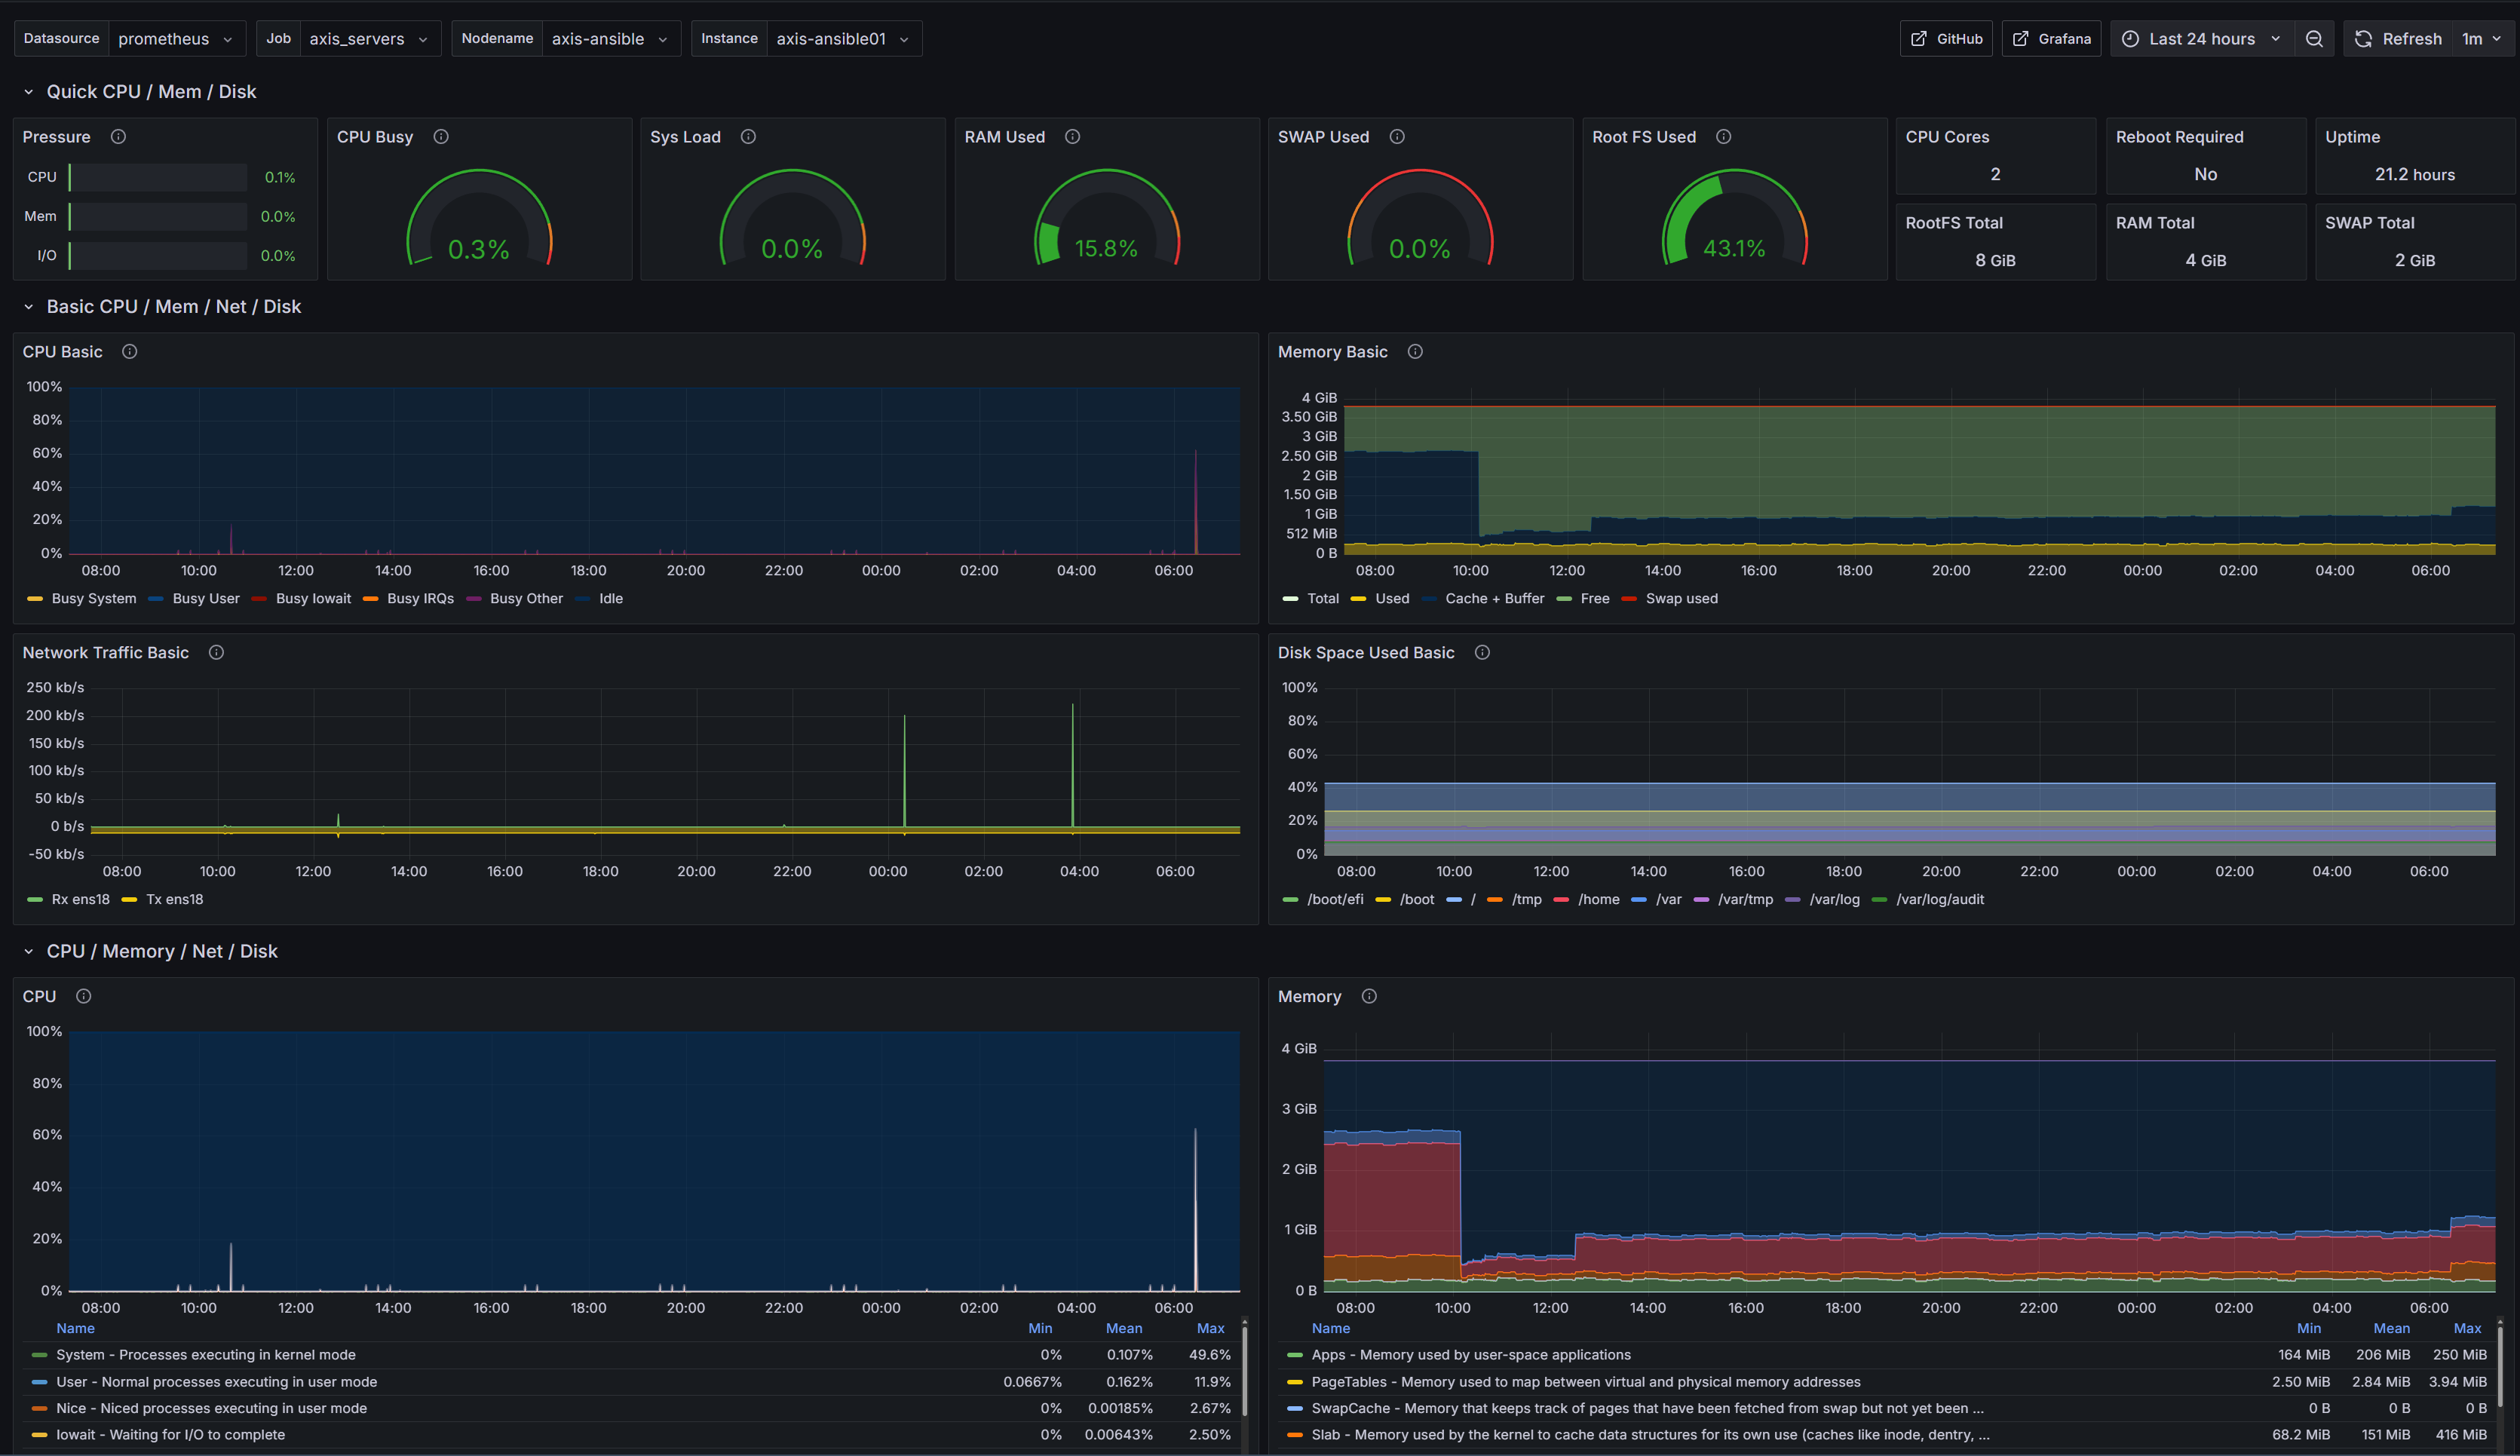 Datasource prometheus Job axis_servers Nodename axis-ansible Instance axis-ansible01 GitHub Grafana Last 24 hours Refresh 1m
Quick CPU / Mem / Disk
Pressure CPU Busy Sys Load RAM Used SWAP Used Root FS Used CPU Cores Reboot Required Uptime
CPU 0.1%
Mem 0.0%
I/O 0.0%
0.3% 0.0% 15.8% 0.0% 43.1%
2 No 21.2 hours
RootFS Total RAM Total SWAP Total
8 GiB 4 GiB 2 GiB
Basic CPU / Mem / Net / Disk
CPU Basic
100%
80%
60%
40%
20%
0%
08:00 10:00 12:00 14:00 16:00 18:00 20:00 22:00 00:00 02:00 04:00 06:00
Busy System Busy User Busy Iowait Busy IRQs Busy Other Idle
Memory Basic
4 GiB
3.50 GiB
3 GiB
2.50 GiB
2 GiB
1.50 GiB
1 GiB
512 MiB
0 B
08:00 10:00 12:00 14:00 16:00 18:00 20:00 22:00 00:00 02:00 04:00 06:00
Total Used Cache + Buffer Free Swap used
Network Traffic Basic
250 kb/s
200 kb/s
150 kb/s
100 kb/s
50 kb/s
0 b/s
-50 kb/s
08:00 10:00 12:00 14:00 16:00 18:00 20:00 22:00 00:00 02:00 04:00 06:00
Rx ens18 Tx ens18
Disk Space Used Basic
100%
80%
60%
40%
20%
0%
08:00 10:00 12:00 14:00 16:00 18:00 20:00 22:00 00:00 02:00 04:00 06:00
/boot/efi /boot / /tmp /home /var /var/tmp /var/log /var/log/audit
CPU / Memory / Net / Disk
CPU
100%
80%
60%
40%
20%
0%
08:00 10:00 12:00 14:00 16:00 18:00 20:00 22:00 00:00 02:00 04:00 06:00
Name Min Mean Max
System - Processes executing in kernel mode 0% 0.107% 49.6%
User - Normal processes executing in user mode 0.0667% 0.162% 11.9%
Nice - Niced processes executing in user mode 0% 0.00185% 2.67%
Iowait - Waiting for I/O to complete 0% 0.00643% 2.50%
Memory
4 GiB
3 GiB
2 GiB
1 GiB
0 B
08:00 10:00 12:00 14:00 16:00 18:00 20:00 22:00 00:00 02:00 04:00 06:00
Name Min Mean Max
Apps - Memory used by user-space applications 164 MiB 206 MiB 250 MiB
PageTables - Memory used to map between virtual and physical memory addresses 2.50 MiB 2.84 MiB 3.94 MiB
SwapCache - Memory that keeps track of pages that have been fetched from swap but not yet been ... 0 B 0 B 0 B
Slab - Memory used by the kernel to cache data structures for its own use (caches like inode, dentry, ... 68.2 MiB 151 MiB 416 MiB